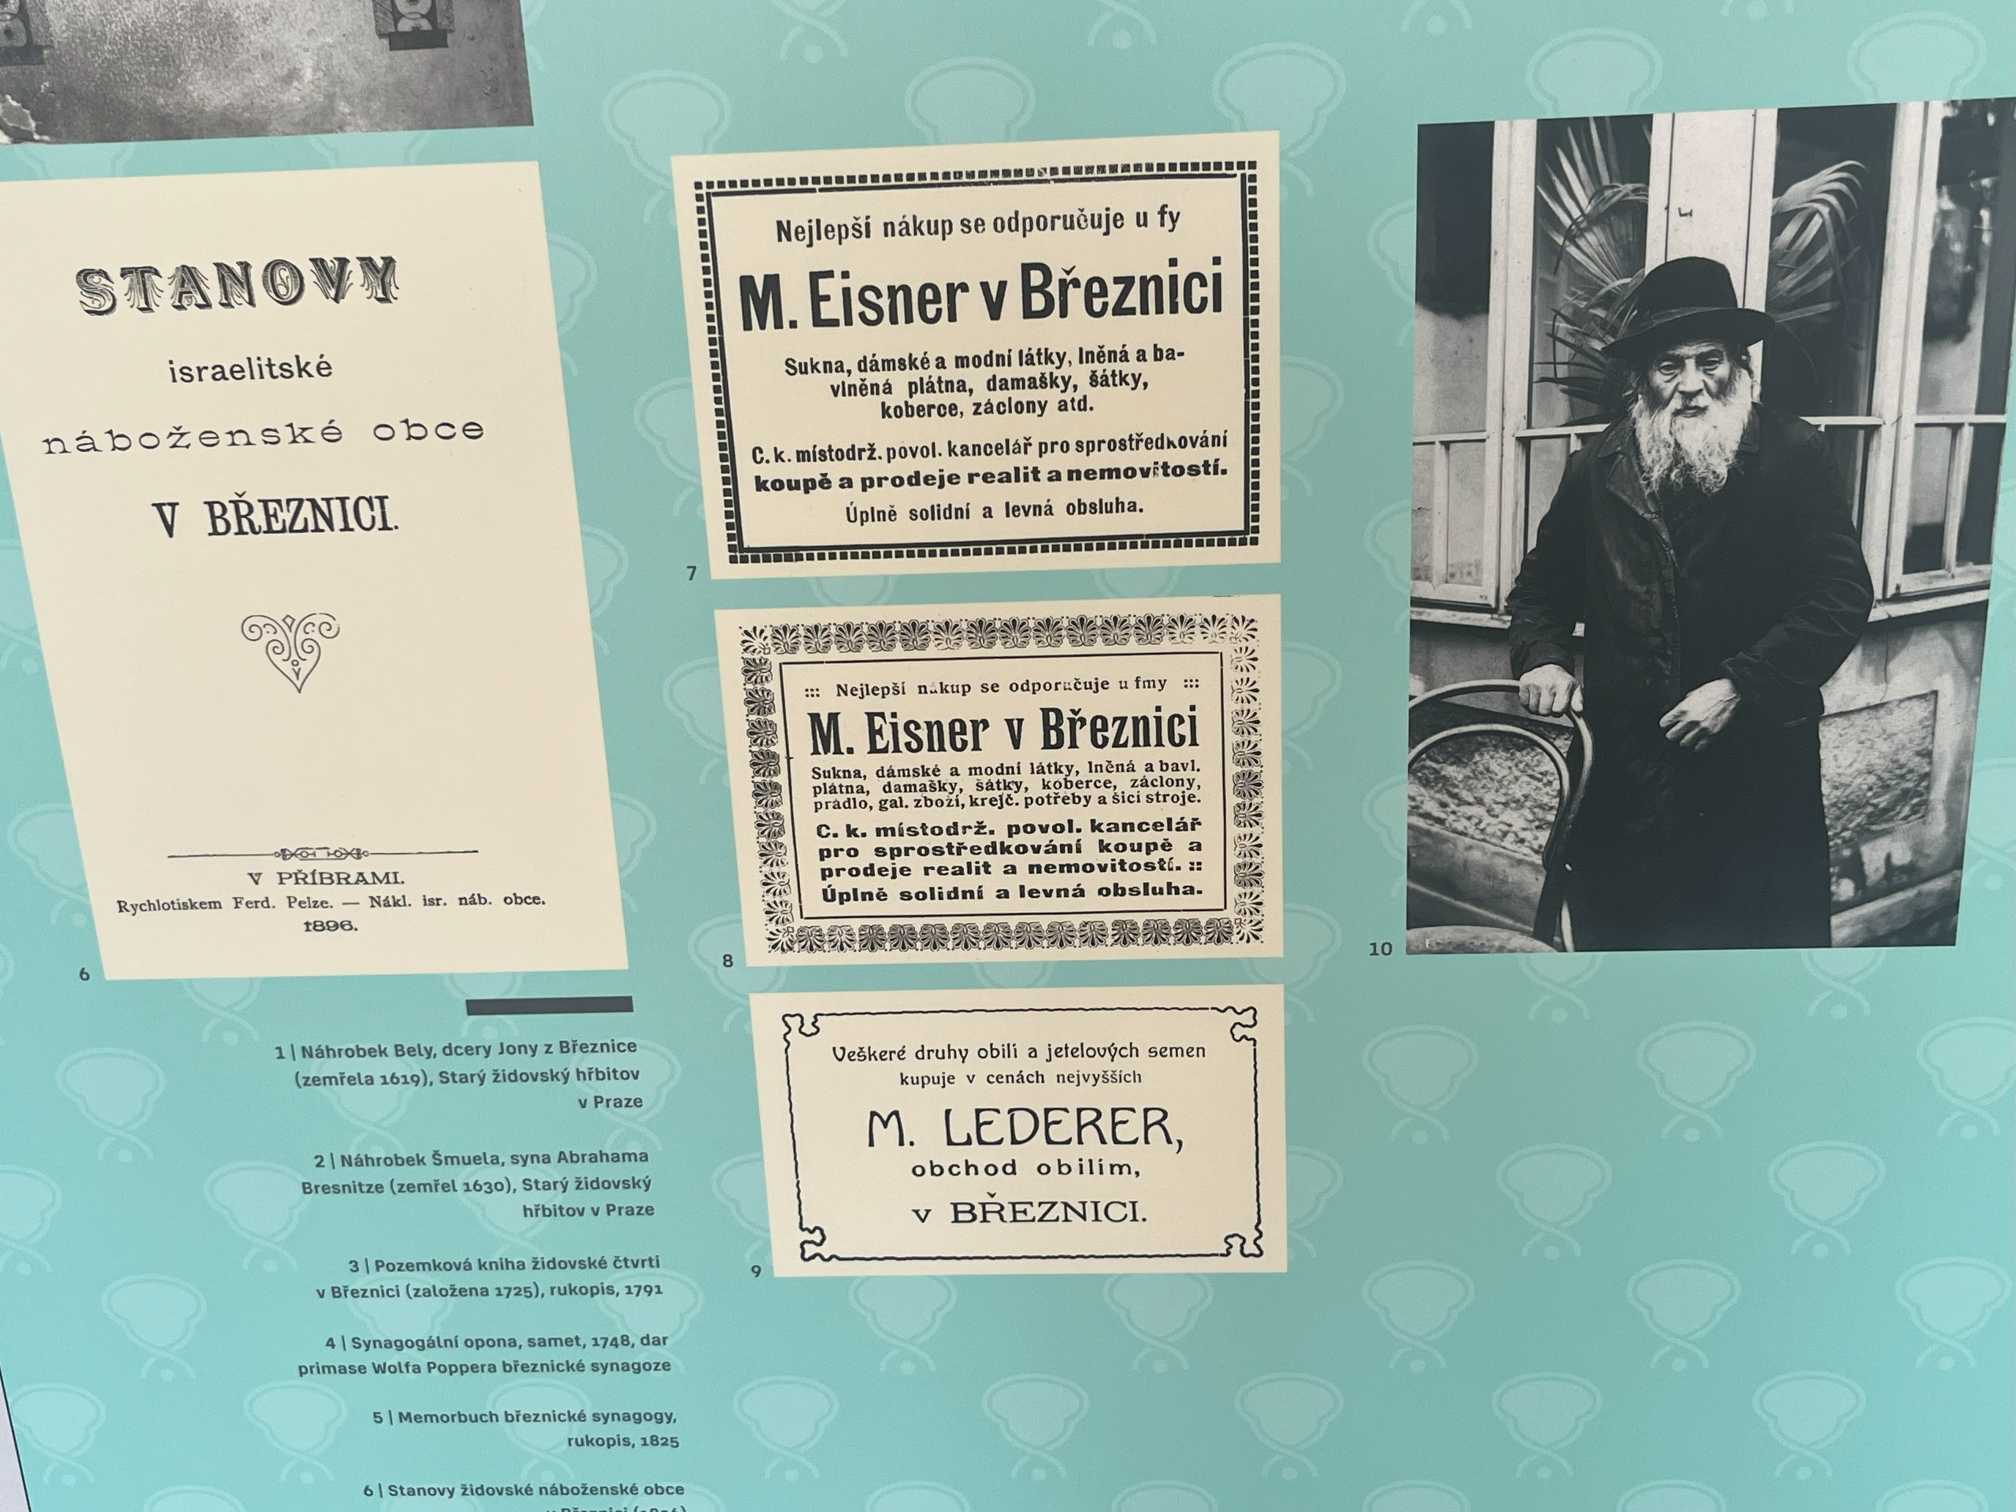 STANOVY
israelitské
náboženské obce
V BŘEZNICI.
V PŘÍBRAMI.
Rychlotiskem Ferd. Pelze. — Nákl. isr. náb. obce.
1896.
6
1 | Náhrobek Bely, dcery Jony z Březnice
(zemřela 1619), Starý židovský hřbitov
v Praze
2 | Náhrobek Šmuela, syna Abrahama
Bresnitze (zemřel 1630), Starý židovský
hřbitov v Praze
3 | Pozemková kniha židovské čtvrti
v Březnici (založena 1725), rukopis, 1791
4 | Synagogální opona, samet, 1748, dar
primase Wolfa Poppera březnické synagoze
5 | Memorbuch březnické synagogy,
rukopis, 1825
6 | Stanovy židovské náboženské obce
Nejlepší nákup se odporučuje u fy
M. Eisner v Březnici
Sukna, dámské a modní látky, lněná a ba-
vlněná plátna, damašky, šátky,
koberce, záclony atd.
C. k. místodrž. povol. kancelář pro sprostředkování
koupě a prodeje realit a nemovitostí.
Úplně solidní a levná obsluha.
7
::: Nejlepší nákup se odporučuje u fmy :::
M. Eisner v Březnici
Sukna, dámské a modní látky, lněná a bavl.
plátna, damašky, šátky, koberce, záclony,
prádlo, gal. zboží, krejč. potřeby a šicí stroje.
C. k. místodrž. povol. kancelář
pro sprostředkování koupě a
prodeje realit a nemovitostí. ::
Úplně solidní a levná obsluha.
8
Veškeré druhy obilí a jetelových semen
kupuje v cenách nejvyšších
M. LEDERER,
obchod obilím,
v BŘEZNICI.
9
10